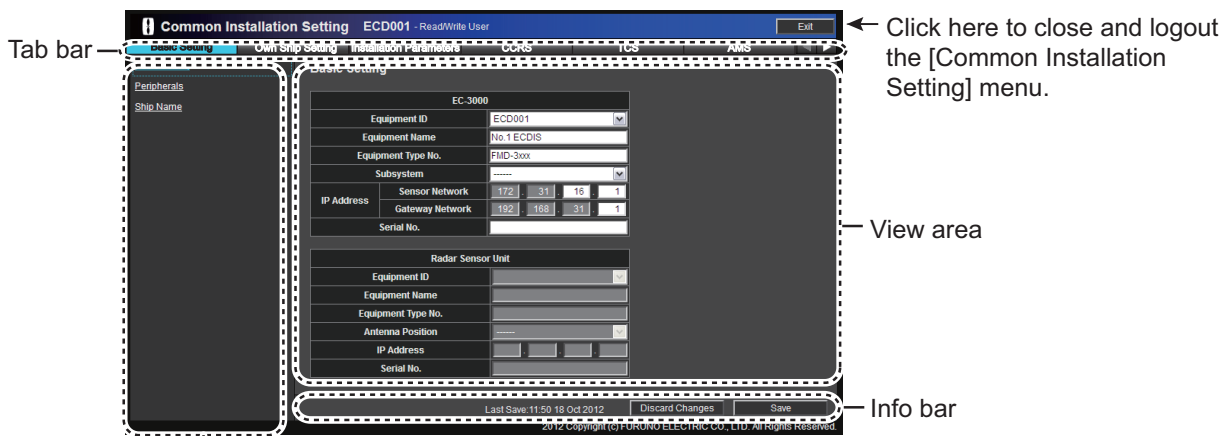 Common Installation Setting ECD001 - Read/Write User
Exit
Click here to close and logout
the [Common Installation
Setting] menu.
Tab bar
Basic Setting Own Ship Setting Installation Parameters CCRS TCS AMS
Basic Setting
Peripherals
Ship Name
EC-3000
Equipment ID ECD001
Equipment Name No.1 ECDIS
Equipment Type No. FMD-3xxx
Subsystem ------
IP Address
Sensor Network 172 . 31 . 16 . 1
Gateway Network 192 . 168 . 31 . 1
Serial No.
View area
Radar Sensor Unit
Equipment ID
Equipment Name
Equipment Type No.
Antenna Position ------
IP Address . . .
Serial No.
Last Save:11:50 18 Oct 2012 Discard Changes Save
Info bar
2012 Copyright (c) FURUNO ELECTRIC CO., LTD. All Rights Reserved.